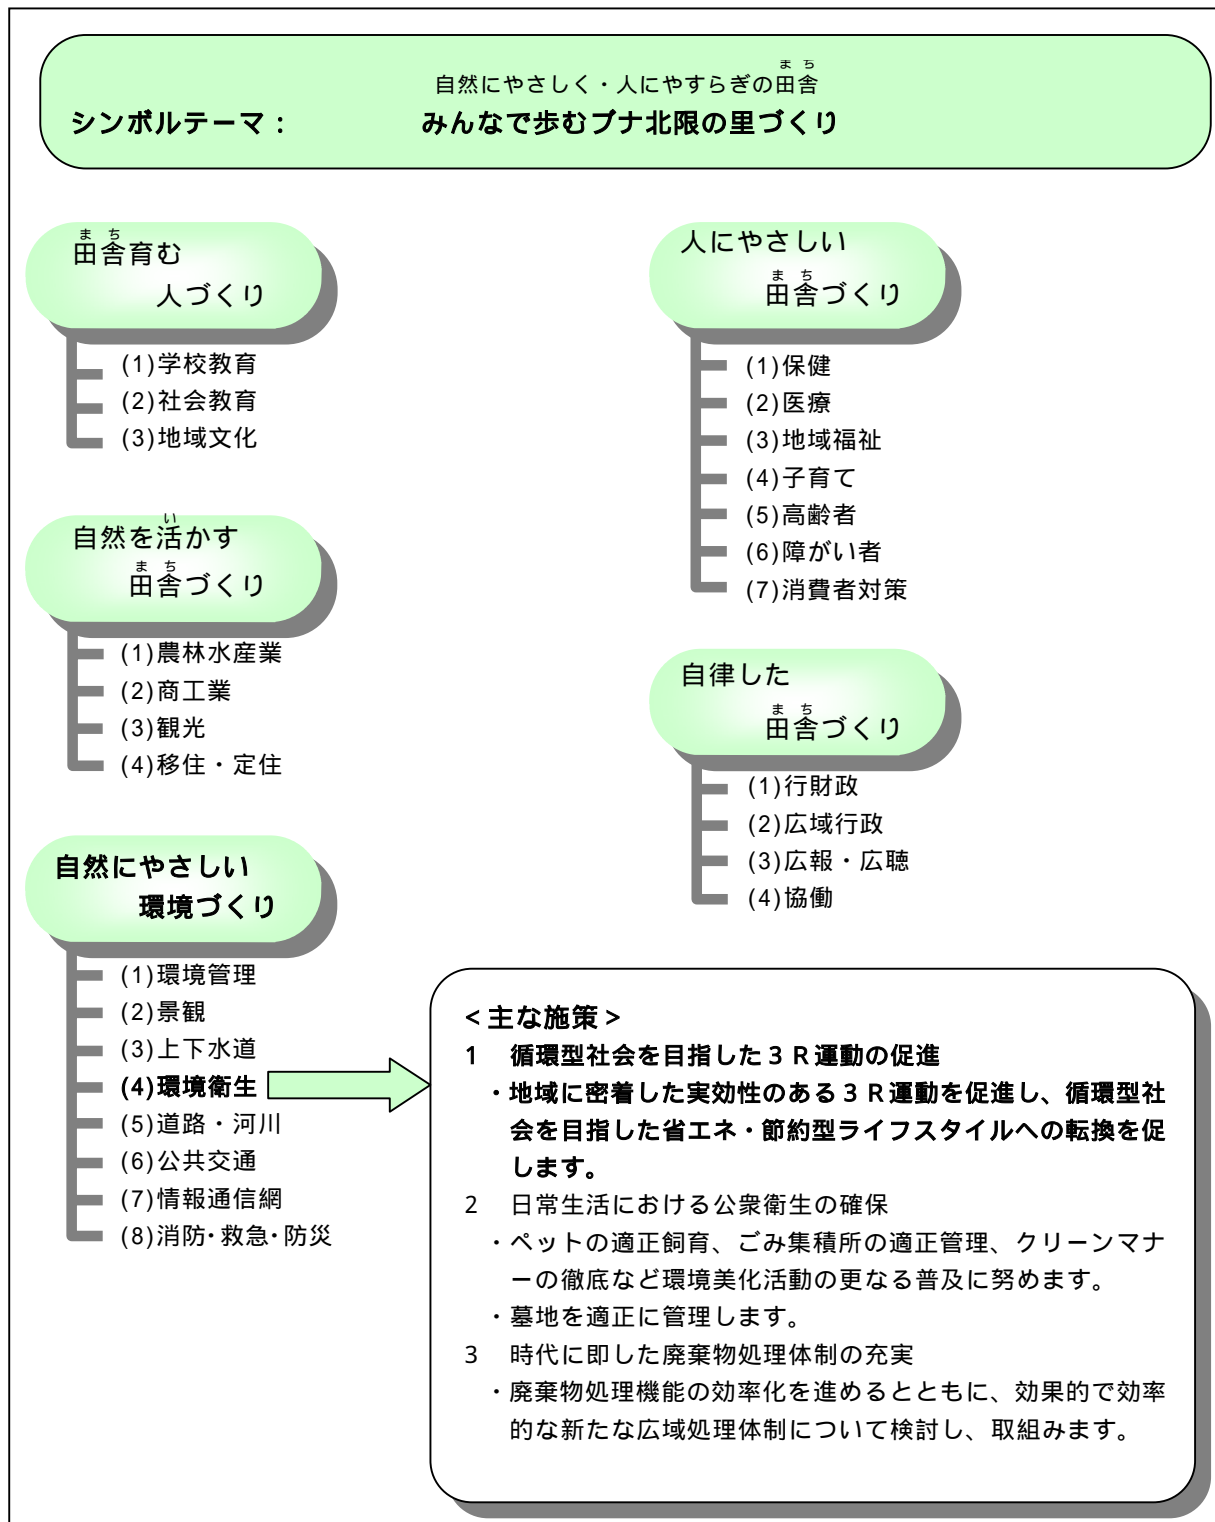 まち
自然にやさしく・人にやすらぎの田舎
シンボルテーマ： みんなで歩むブナ北限の里づくり
まち
田舎育む
人づくり
(1)学校教育
(2)社会教育
(3)地域文化
い
自然を活かす
まち
田舎づくり
(1)農林水産業
(2)商工業
(3)観光
(4)移住・定住
自然にやさしい
環境づくり
(1)環境管理
(2)景観
(3)上下水道
(4)環境衛生
(5)道路・河川
(6)公共交通
(7)情報通信網
(8)消防・救急・防災
人にやさしい
まち
田舎づくり
(1)保健
(2)医療
(3)地域福祉
(4)子育て
(5)高齢者
(6)障がい者
(7)消費者対策
自律した
まち
田舎づくり
(1)行財政
(2)広域行政
(3)広報・広聴
(4)協働
＜主な施策＞
1 循環型社会を目指した３Ｒ運動の促進
・地域に密着した実効性のある３Ｒ運動を促進し、循環型社
会を目指した省エネ・節約型ライフスタイルへの転換を促
します。
2 日常生活における公衆衛生の確保
・ペットの適正飼育、ごみ集積所の適正管理、クリーンマナ
ーの徹底など環境美化活動の更なる普及に努めます。
・墓地を適正に管理します。
3 時代に即した廃棄物処理体制の充実
・廃棄物処理機能の効率化を進めるとともに、効果的で効率
的な新たな広域処理体制について検討し、取組みます。